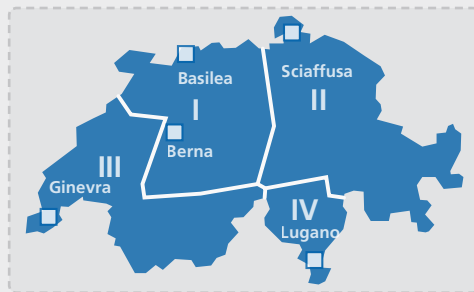 Basilea
I
Berna
Sciaffusa
II
III
Ginevra
IV
Lugano